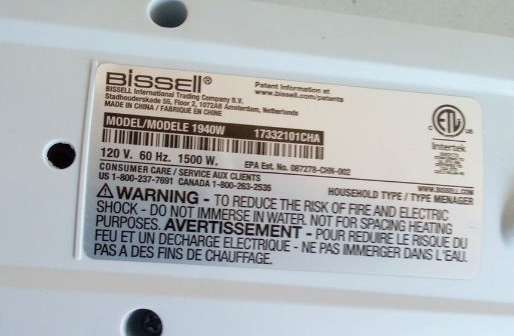 BISSELL®
Patent Information at
www.bissell.com/patents
BISSELL International Trading Company B.V.
Stadhouderskade 55, Floor 2, 1072AB Amsterdam, Netherlands
MADE IN CHINA / FABRIQUÉ EN CHINE
MODEL/MODELE 1940W 17332101CHA
ETL
C US
Intertek
120 V. 60 Hz. 1500 W.
EPA Est. No. 087278-CHN-002
CONSUMER CARE / SERVICE AUX CLIENTS
WWW.BISSELL.COM
US 1-800-237-7691 CANADA 1-800-263-2535
HOUSEHOLD TYPE / TYPE MENAGER
WARNING - TO REDUCE THE RISK OF FIRE AND ELECTRIC
SHOCK - DO NOT IMMERSE IN WATER. NOT FOR SPACING HEATING
PURPOSES. AVERTISSEMENT - POUR REDUIRE LE RISQUE DU
FEU ET UN DECHARGE ELECTRIQUE - NE PAS IMMERGER DANS L'EAU.
PAS A DES FINS DE CHAUFFAGE.